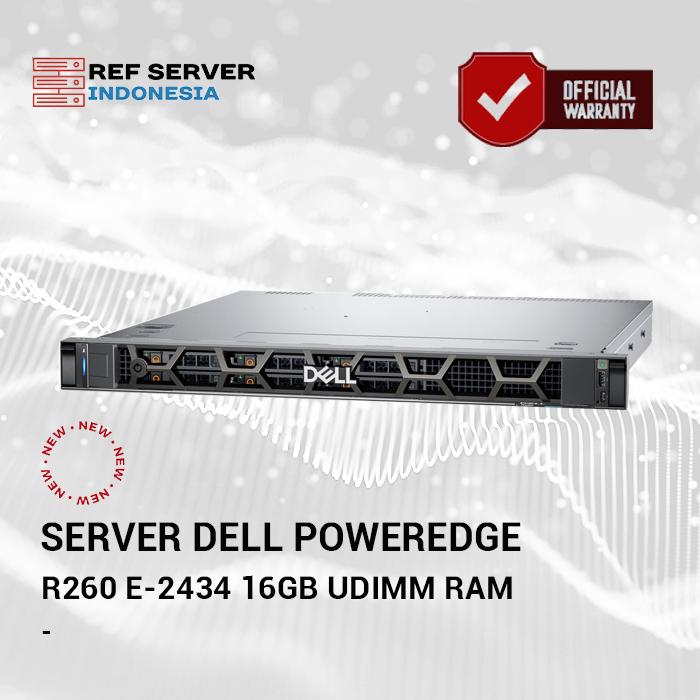 REF SERVER
INDONESIA
OFFICIAL
WARRANTY
DELL
NEW • NEW • NEW • NEW • NEW •
SERVER DELL POWEREDGE
R260 E-2434 16GB UDIMM RAM
-